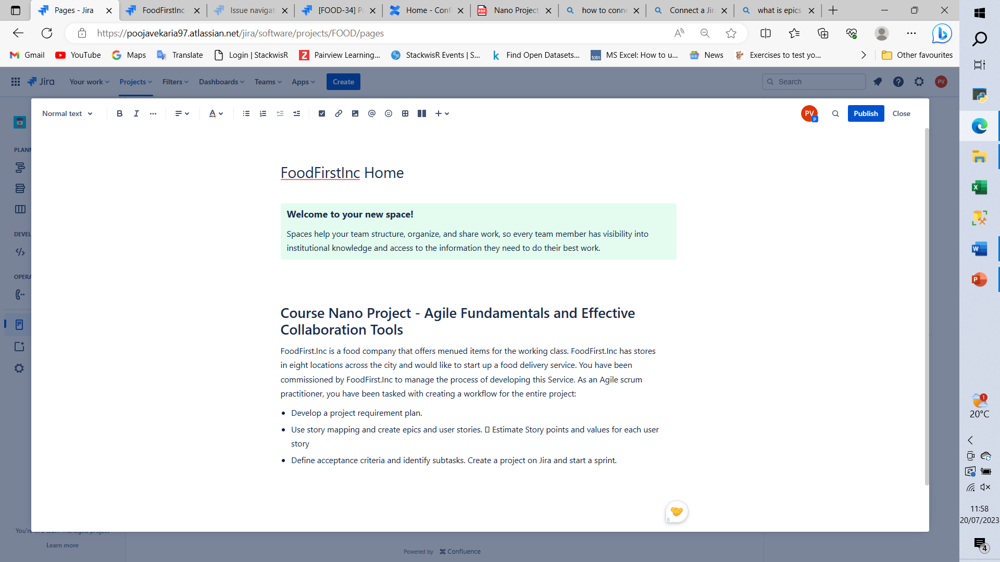 Pages - Jira
FoodFirstInc
Issue navigat
[FOOD-34] Pa
Home - Conf
Nano Project
how to conne
Connect a Jira
what is epics
https://poojavekaria97.atlassian.net/jira/software/projects/FOOD/pages
Gmail
YouTube
Maps
Translate
Login | StackwisR
Pairview Learning...
StackwisR Events | S...
Find Open Datasets...
MS Excel: How to u...
News
Exercises to test yo...
Other favourites
Jira
Your work
Projects
Filters
Dashboards
Teams
Apps
Create
Search
PV
Normal text
B
I
A
PV
P
Publish
Close
PLANN
DEVEL
OPERA
FoodFirstInc Home
Welcome to your new space!
Spaces help your team structure, organize, and share work, so every team member has visibility into
institutional knowledge and access to the information they need to do their best work.
Course Nano Project - Agile Fundamentals and Effective
Collaboration Tools
FoodFirst.Inc is a food company that offers menued items for the working class. FoodFirst.Inc has stores
in eight locations across the city and would like to start up a food delivery service. You have been
commissioned by FoodFirst.Inc to manage the process of developing this Service. As an Agile scrum
practitioner, you have been tasked with creating a workflow for the entire project:
• Develop a project requirement plan.
• Use story mapping and create epics and user stories. ▯ Estimate Story points and values for each user
story
• Define acceptance criteria and identify subtasks. Create a project on Jira and start a sprint.
You're in a team-managed project
Learn more
Powered by Confluence
1
20°C
11:58
20/07/2023
4